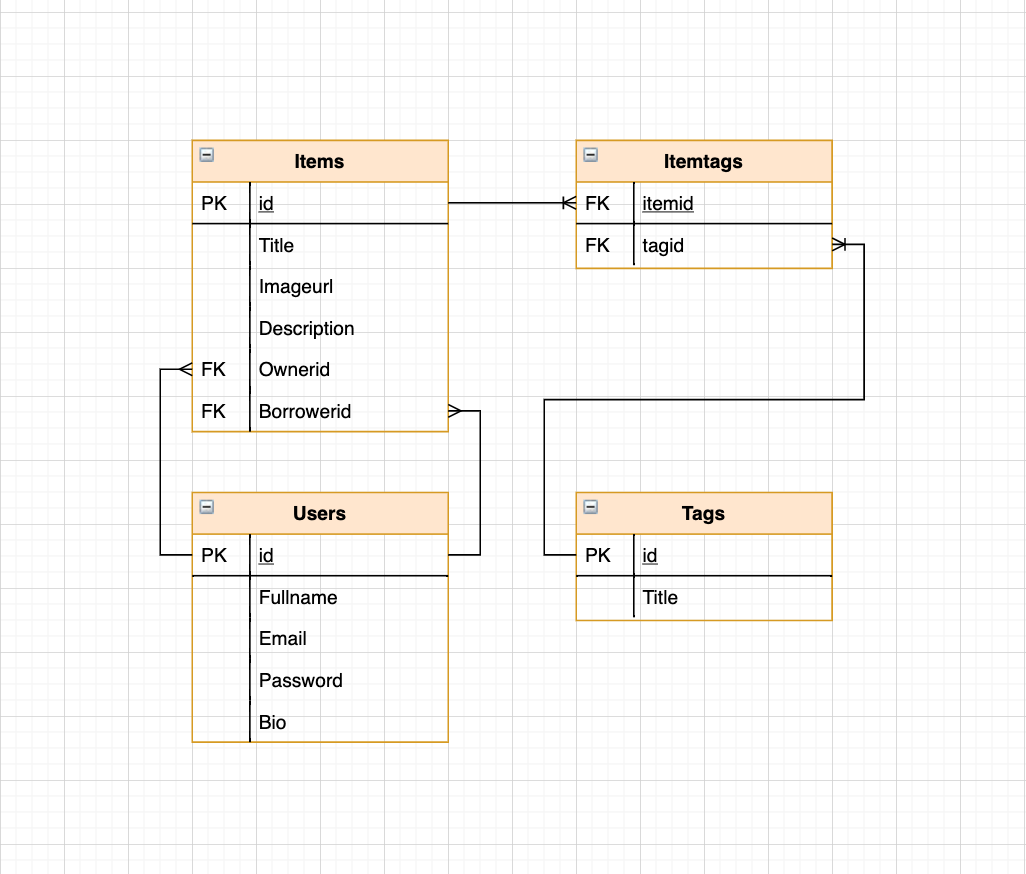 Items
PK id
Title
Imageurl
Description
FK Ownerid
FK Borrowerid
Itemtags
FK itemid
FK tagid
Users
PK id
Fullname
Email
Password
Bio
Tags
PK id
Title